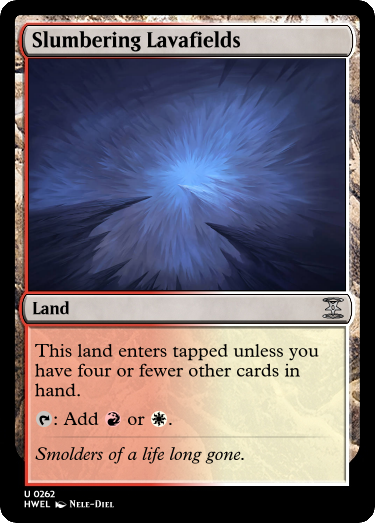 Slumbering Lavafields
Land
This land enters tapped unless you
have four or fewer other cards in
hand.
: Add or .
Smolders of a life long gone.
U 0262
HWEL Nele-Diel